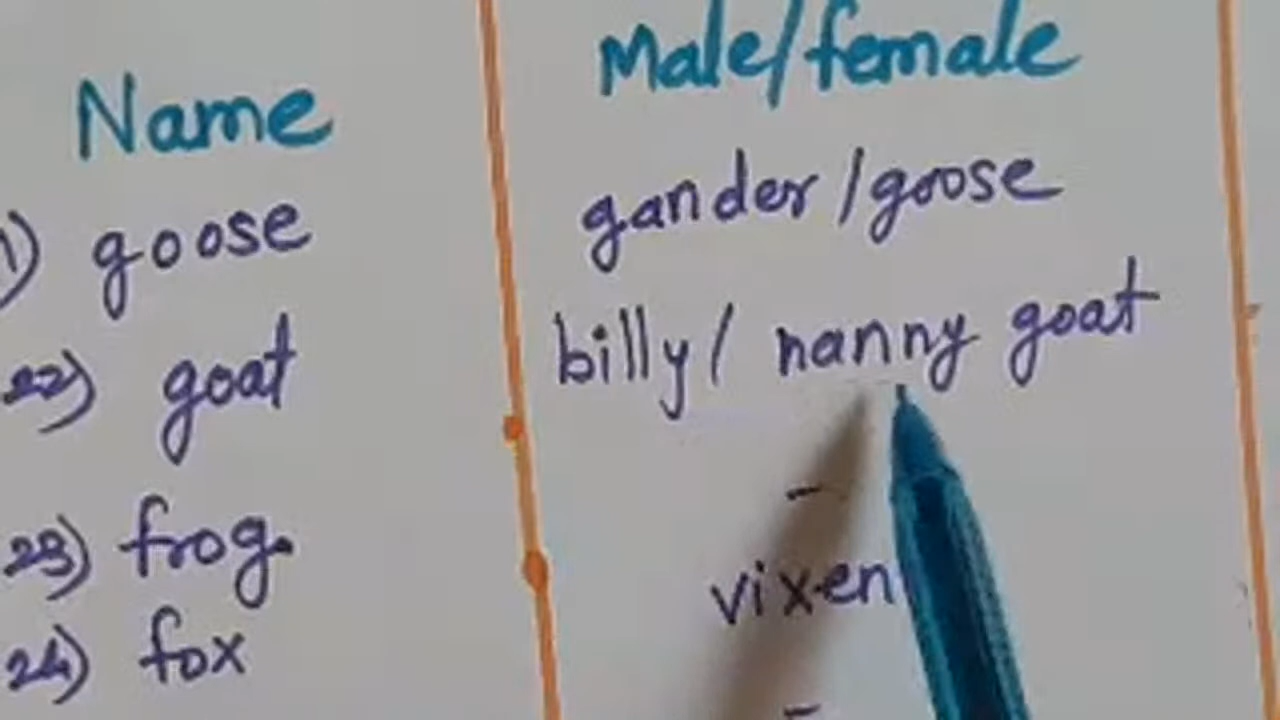 Name Male/female
1) goose gander/goose
22) goat billy/ nanny goat
23) frog. -
24) fox vixen
-